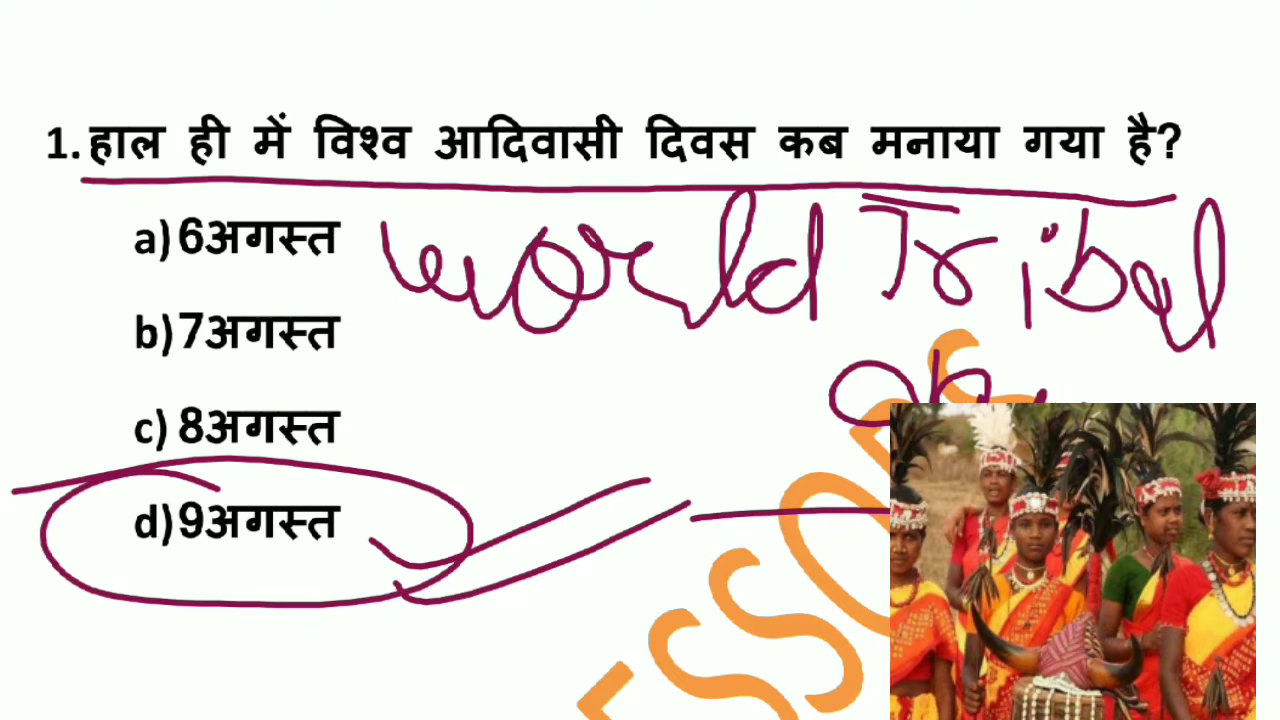 1. हाल ही में विश्व आदिवासी दिवस कब मनाया गया है?
a) 6अगस्त
World Tribal
b) 7अगस्त
c) 8अगस्त
d) 9अगस्त